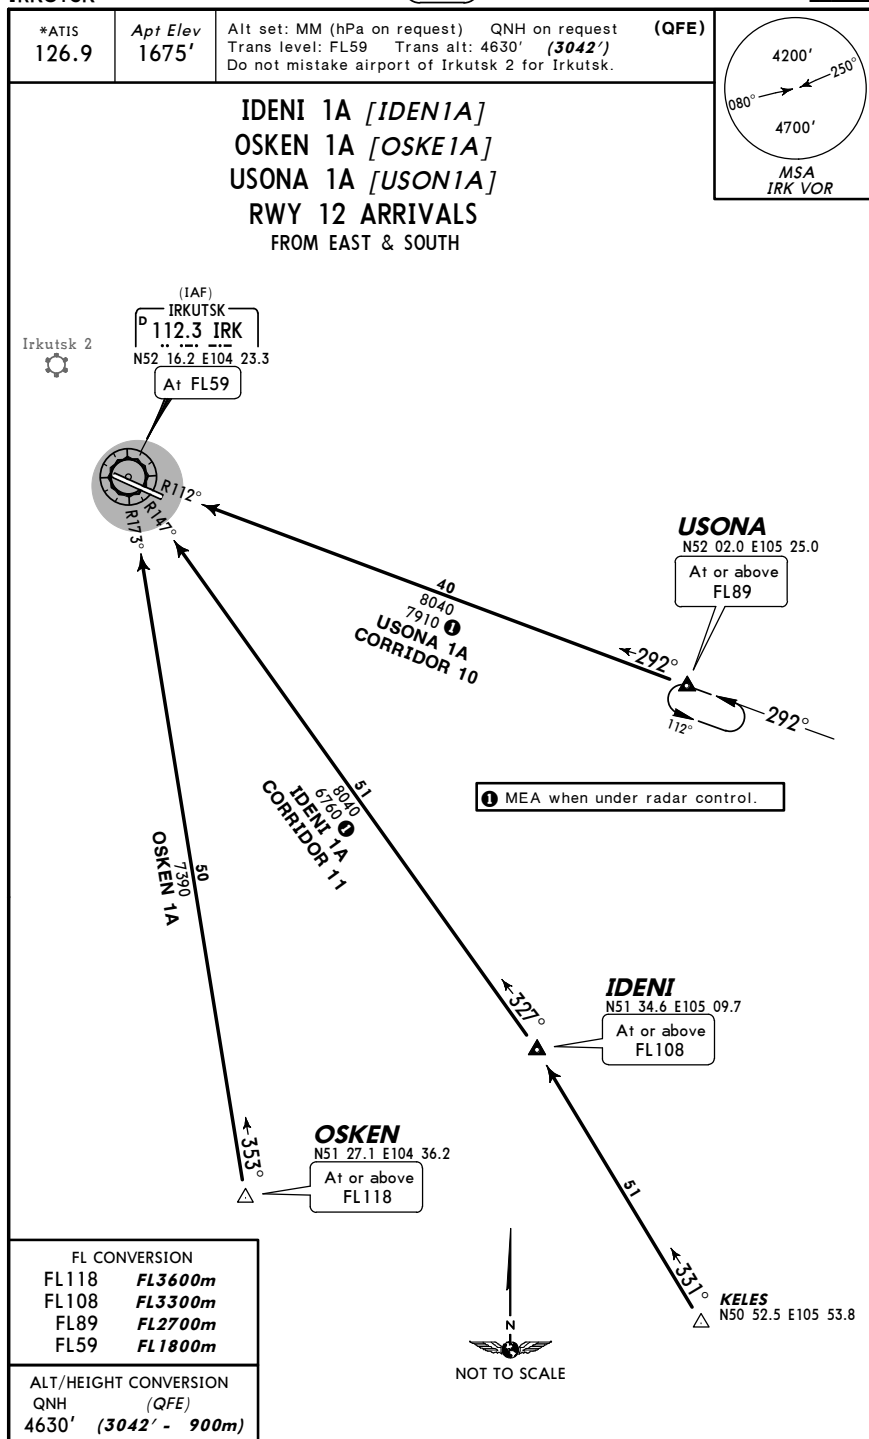 *ATIS
126.9
Apt Elev
1675'
Alt set: MM (hPa on request) QNH on request (QFE)
Trans level: FL59 Trans alt: 4630' (3042')
Do not mistake airport of Irkutsk 2 for Irkutsk.
4200'
250°
080°
4700'
MSA
IRK VOR
IDENI 1A [IDEN1A]
OSKEN 1A [OSKE1A]
USONA 1A [USON1A]
RWY 12 ARRIVALS
FROM EAST & SOUTH
(IAF)
IRKUTSK
D 112.3 IRK
N52 16.2 E104 23.3
At FL59
Irkutsk 2
R112°
R147°
R173°
USONA
N52 02.0 E105 25.0
At or above
FL89
40
8040
7910 1
USONA 1A
CORRIDOR 10
292°
292°
112°
1 MEA when under radar control.
51
8040
6760 1
IDENI 1A
CORRIDOR 11
50
7390
OSKEN 1A
327°
IDENI
N51 34.6 E105 09.7
At or above
FL108
353°
OSKEN
N51 27.1 E104 36.2
At or above
FL118
51
331°
KELES
N50 52.5 E105 53.8
FL CONVERSION
FL118 FL3600m
FL108 FL3300m
FL89 FL2700m
FL59 FL1800m
ALT/HEIGHT CONVERSION
QNH (QFE)
4630' (3042' - 900m)
N
NOT TO SCALE